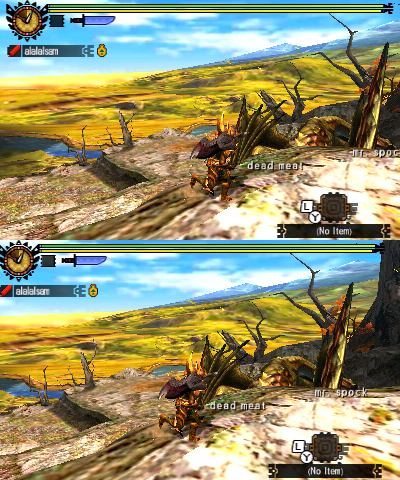 alalalsam
dead meat
mr. spock
L
Y
(No Item)
alalalsam
dead meat
mr. spock
L
Y
(No Item)